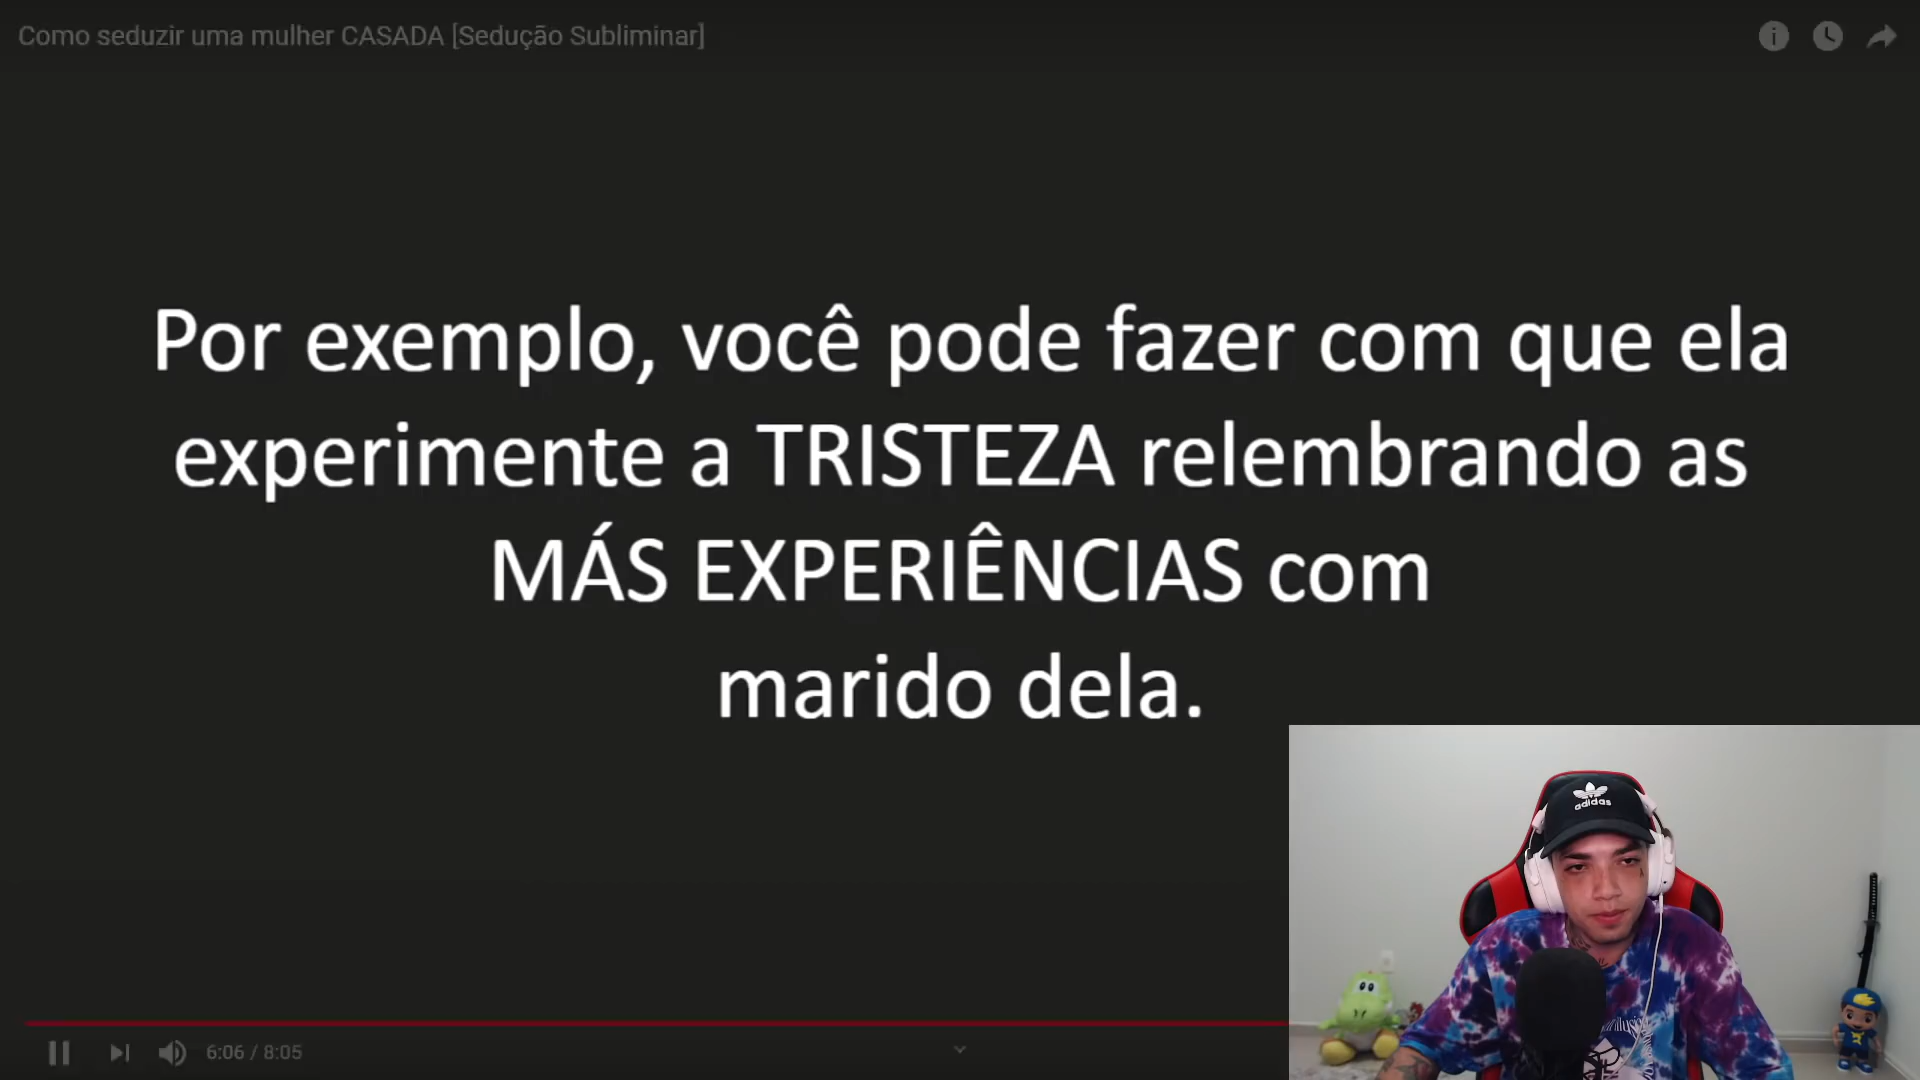 Como seduzir uma mulher CASADA [Sedução Subliminar]
Por exemplo, você pode fazer com que ela
experimente a TRISTEZA relembrando as
MÁS EXPERIÊNCIAS com
marido dela.
adidas
6:06 / 8:05